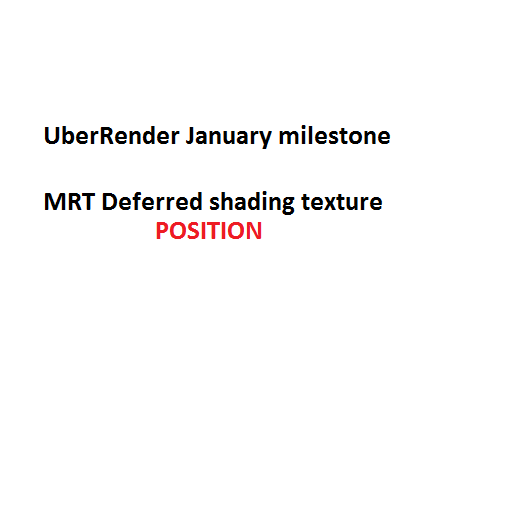 UberRender January milestone
MRT Deferred shading texture
POSITION